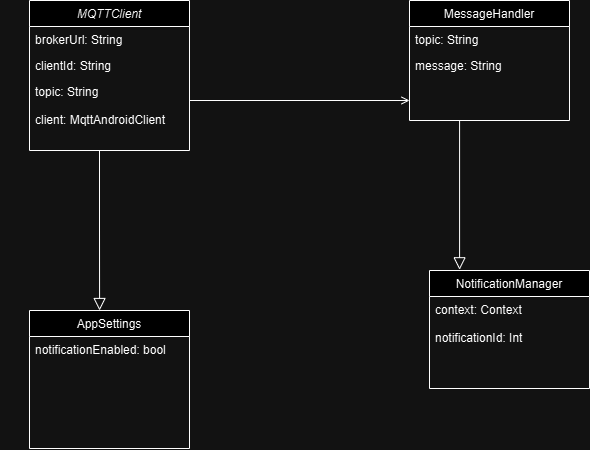 MQTTClient
brokerUrl: String
clientId: String
topic: String
client: MqttAndroidClient
MessageHandler
topic: String
message: String
AppSettings
notificationEnabled: bool
NotificationManager
context: Context
notificationId: Int